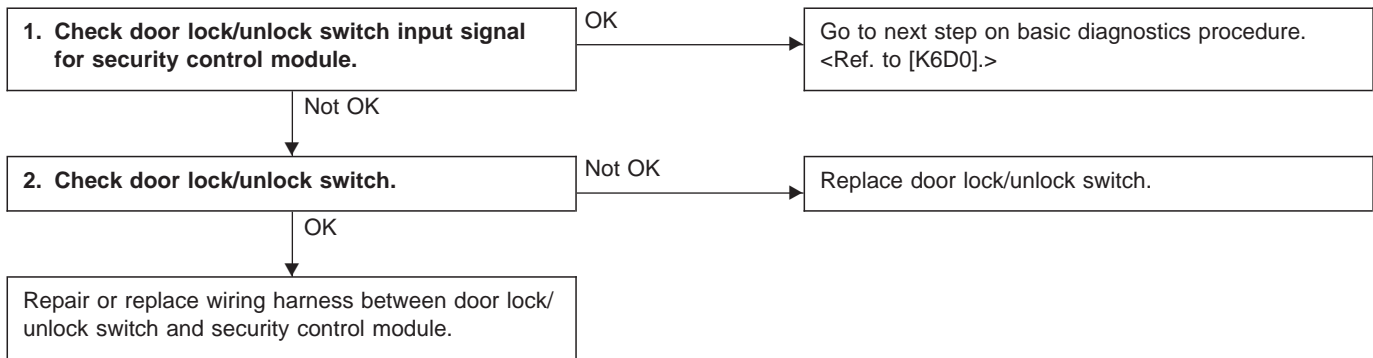 1. Check door lock/unlock switch input signal
for security control module.
OK
Go to next step on basic diagnostics procedure.
<Ref. to [K6D0].>
Not OK
2. Check door lock/unlock switch.
Not OK
Replace door lock/unlock switch.
OK
Repair or replace wiring harness between door lock/
unlock switch and security control module.